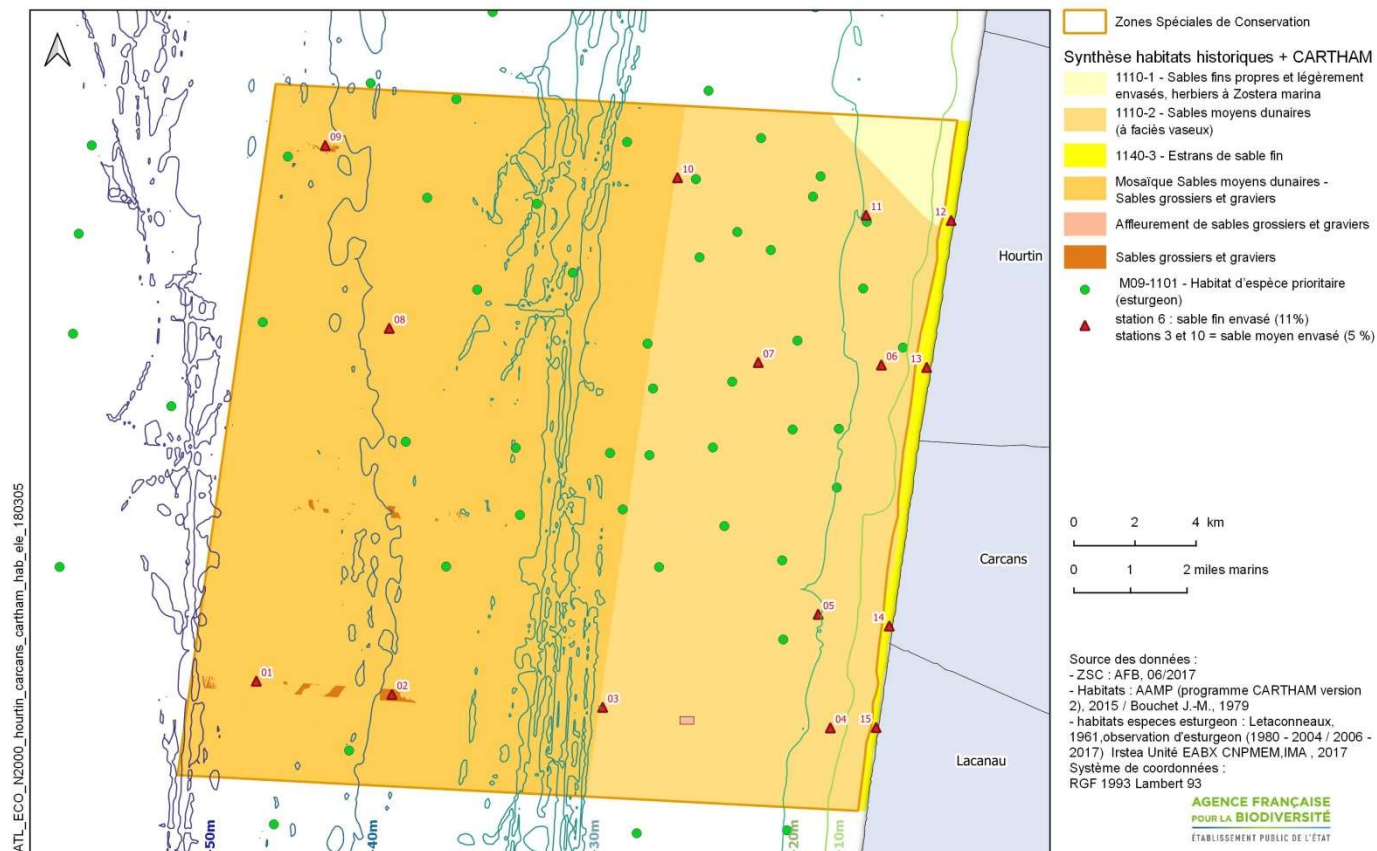 ATL_ECO_N2000_hourtin_carcans_cartham_hab_ele_180305
09
10
11
12
08
07
06
13
05
14
01
02
03
04
15
Hourtin
Carcans
Lacanau
-50m
-40m
-30m
-20m
-10m
Zones Spéciales de Conservation
Synthèse habitats historiques + CARTHAM
1110-1 - Sables fins propres et légèrement
envasés, herbiers à Zostera marina
1110-2 - Sables moyens dunaires
(à faciès vaseux)
1140-3 - Estrans de sable fin
Mosaïque Sables moyens dunaires -
Sables grossiers et graviers
Affleurement de sables grossiers et graviers
Sables grossiers et graviers
M09-1101 - Habitat d'espèce prioritaire
(esturgeon)
station 6 : sable fin envasé (11%)
stations 3 et 10 = sable moyen envasé (5 %)
0 2 4 km
0 1 2 miles marins
Source des données :
- ZSC : AFB, 06/2017
- Habitats : AAMP (programme CARTHAM version
2), 2015 / Bouchet J.-M., 1979
- habitats especes esturgeon : Letaconneaux,
1961,observation d'esturgeon (1980 - 2004 / 2006 -
2017) Irstea Unité EABX CNPMEM,IMA , 2017
Système de coordonnées :
RGF 1993 Lambert 93
AGENCE FRANÇAISE
POUR LA BIODIVERSITÉ
ÉTABLISSEMENT PUBLIC DE L'ÉTAT